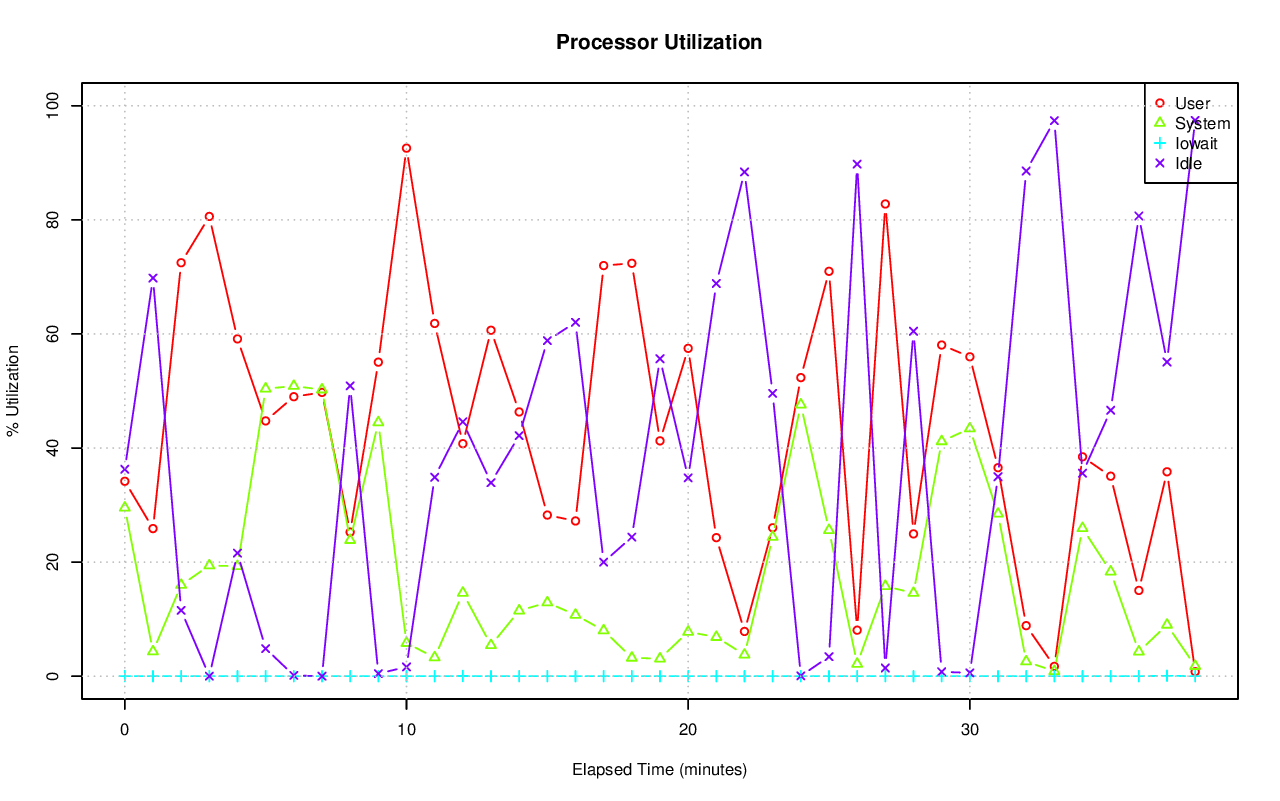 Processor Utilization
% Utilization
100
80
60
40
20
0
User
System
Iowait
Idle
0 10 20 30
Elapsed Time (minutes)